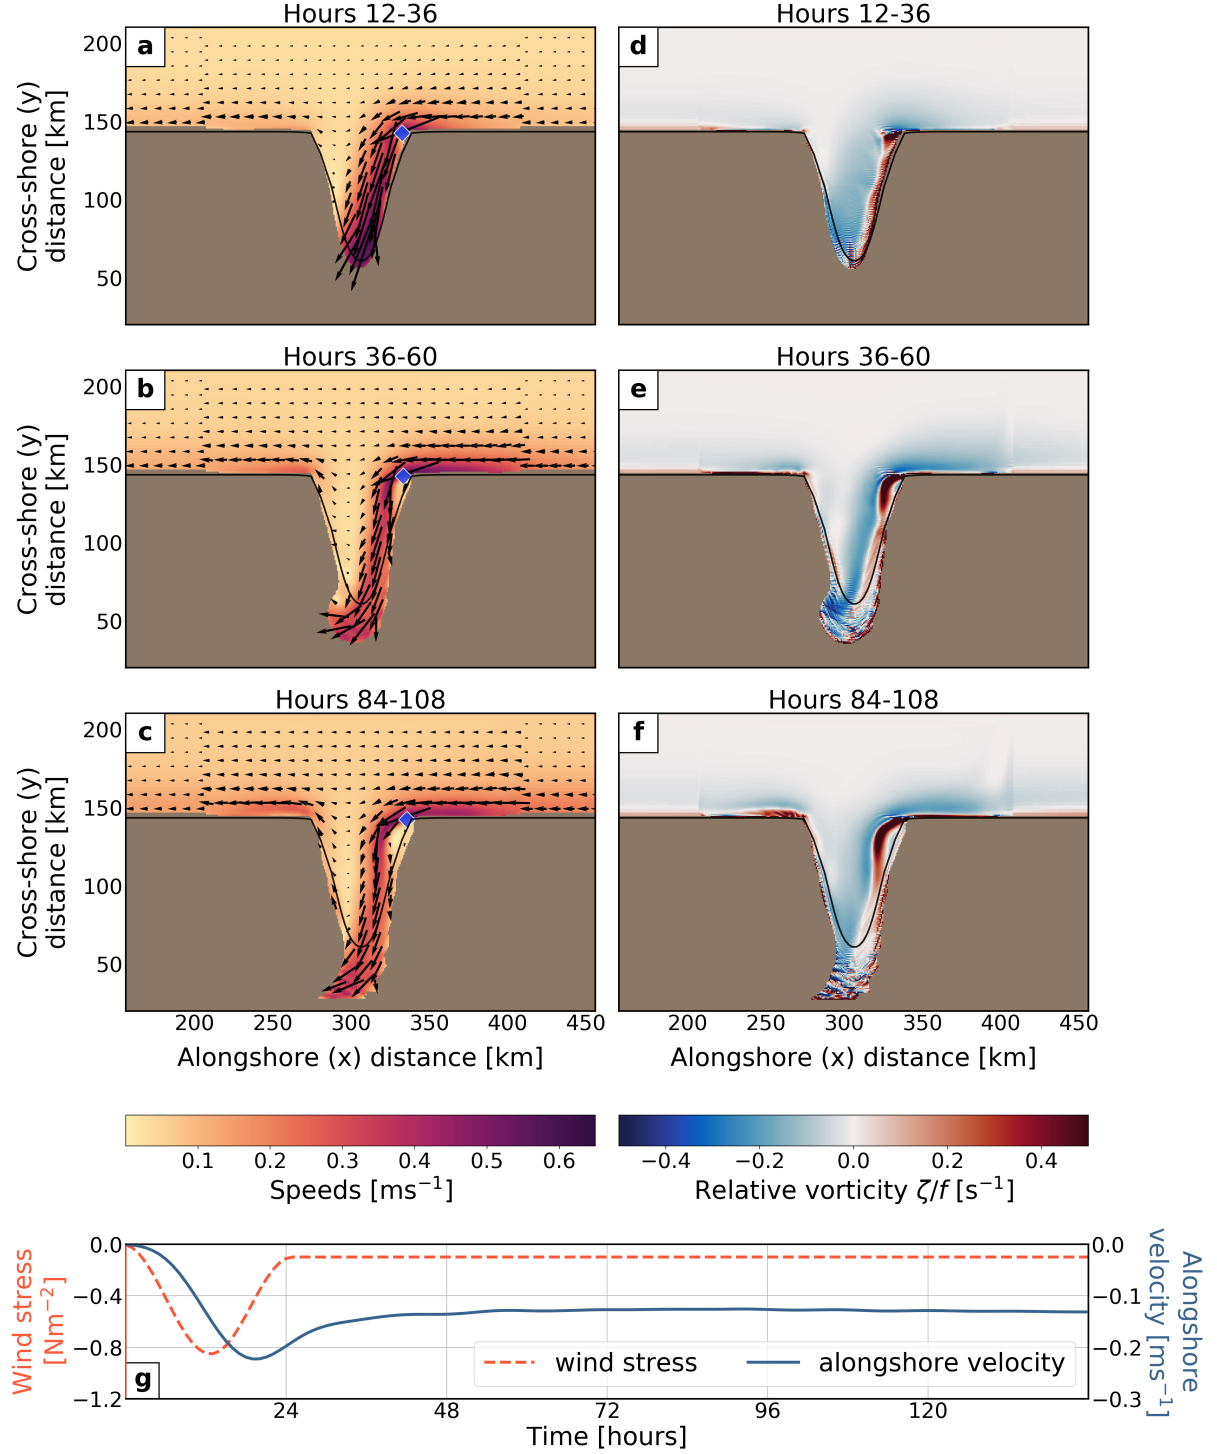 Hours 12-36
Hours 12-36
a
d
200
150
100
50
Cross-shore (y)
distance [km]
Hours 36-60
Hours 36-60
b
e
200
150
100
50
Cross-shore (y)
distance [km]
Hours 84-108
Hours 84-108
c
f
200
150
100
50
Cross-shore (y)
distance [km]
200 250 300 350 400 450
200 250 300 350 400 450
Alongshore (x) distance [km]
Alongshore (x) distance [km]
0.1 0.2 0.3 0.4 0.5 0.6
−0.4 −0.2 0.0 0.2 0.4
Speeds [ms⁻¹]
Relative vorticity ζ/f [s⁻¹]
0.0
−0.4
−0.8
−1.2
Wind stress
[Nm⁻²]
0.0
−0.1
−0.2
−0.3
Alongshore
velocity [ms⁻¹]
wind stress
alongshore velocity
g
24 48 72 96 120
Time [hours]